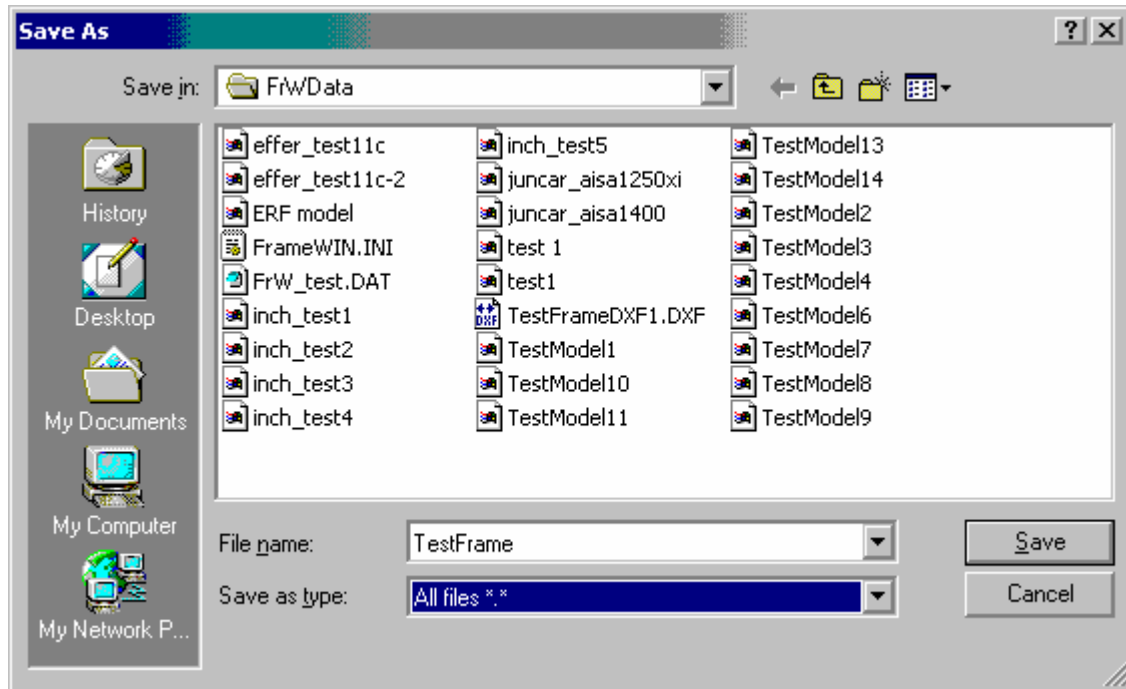 Save As
Save in: FrWData
History
Desktop
My Documents
My Computer
My Network P...
effer_test11c
effer_test11c-2
ERF model
FrameWIN.INI
FrW_test.DAT
inch_test1
inch_test2
inch_test3
inch_test4
inch_test5
juncar_aisa1250xi
juncar_aisa1400
test 1
test1
DXF TestFrameDXF1.DXF
TestModel1
TestModel10
TestModel11
TestModel13
TestModel14
TestModel2
TestModel3
TestModel4
TestModel6
TestModel7
TestModel8
TestModel9
File name: TestFrame Save
Save as type: All files *.* Cancel